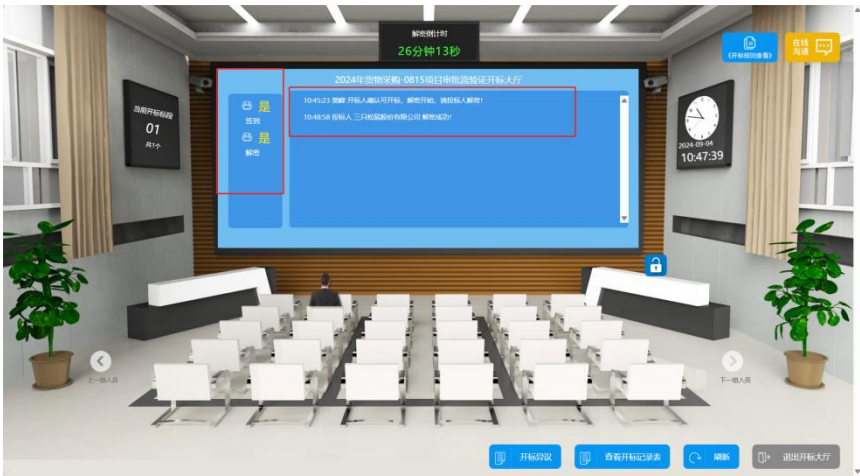 解密倒计时
26分钟13秒
《开标规则查看》
在线
沟通
2024年货物采购-0815项目审批流验证开标大厅
当前开标标段
01
共1个
是
签到
是
解密
10:45:23 开标人确认可开标、解密开始，请投标人解密！
10:48:58 投标人 三只松鼠股份有限公司 解密成功！
2024-09-04
10:47:39
上一组人员
下一组人员
开标异议
查看开标记录表
刷新
退出开标大厅